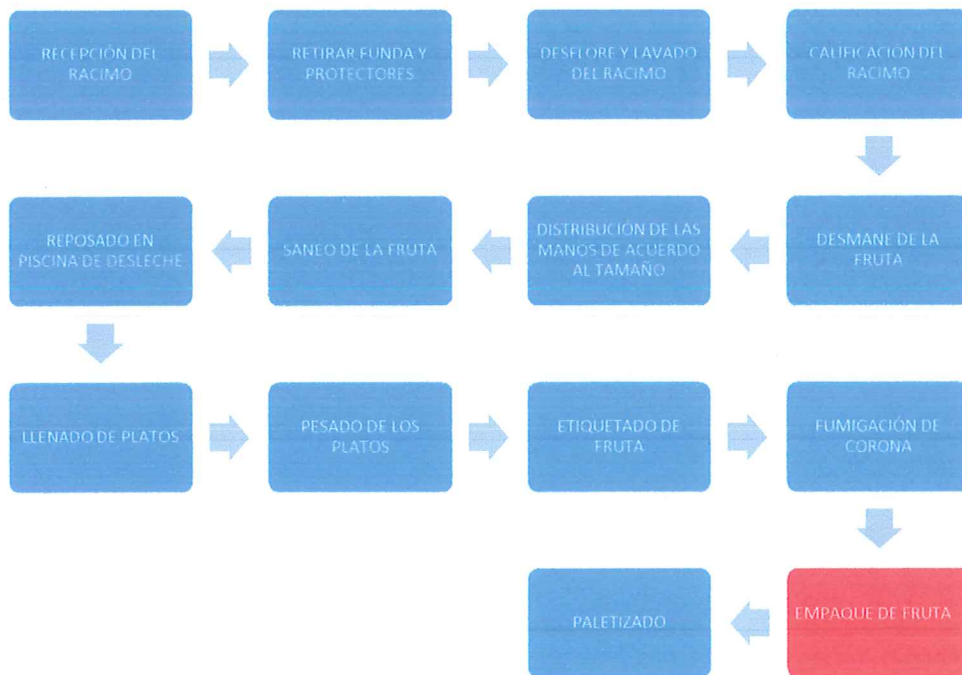 RECEPCIÓN DEL
RACIMO
RETIRAR FUNDA Y
PROTECTORES
DESFLORE Y LAVADO
DEL RACIMO
CALIFICACIÓN DEL
RACIMO
DESMANE DE LA
FRUTA
DISTRIBUCIÓN DE LAS
MANOS DE ACUERDO
AL TAMAÑO
SANEO DE LA FRUTA
REPOSADO EN
PISCINA DE DESLECHE
LLENADO DE PLATOS
PESADO DE LOS
PLATOS
ETIQUETADO DE
FRUTA
FUMIGACIÓN DE
CORONA
EMPAQUE DE FRUTA
PALETIZADO